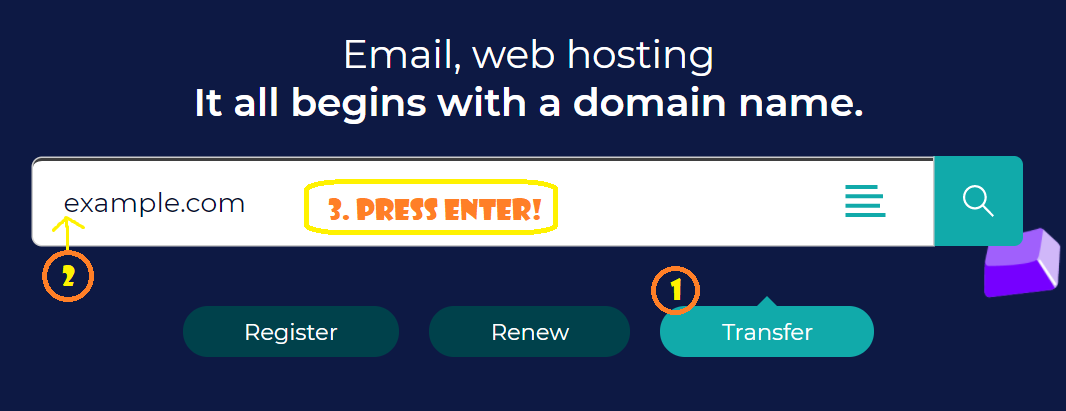 Email, web hosting
It all begins with a domain name.
example.com
3. PRESS ENTER!
2
1
Register
Renew
Transfer